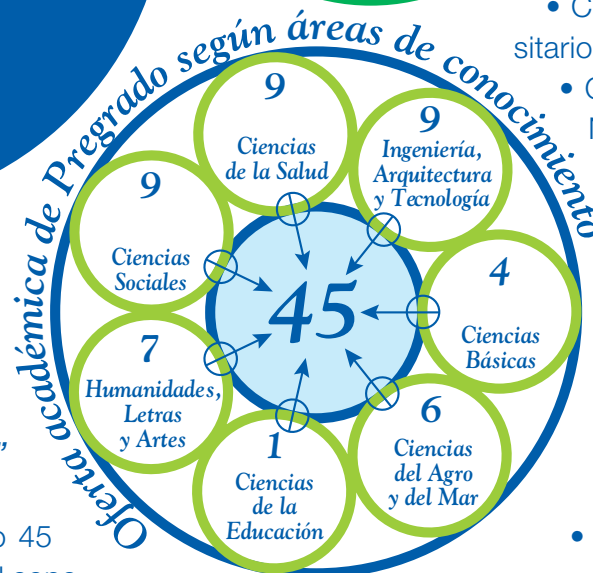 Oferta académica de Pregrado según áreas de conocimiento
9
Ciencias
de la Salud
9
Ingeniería,
Arquitectura
y Tecnología
4
Ciencias
Básicas
6
Ciencias
del Agro
y del Mar
1
Ciencias
de la
Educación
7
Humanidades,
Letras
y Artes
9
Ciencias
Sociales
45
• C
sitario
•
•
45